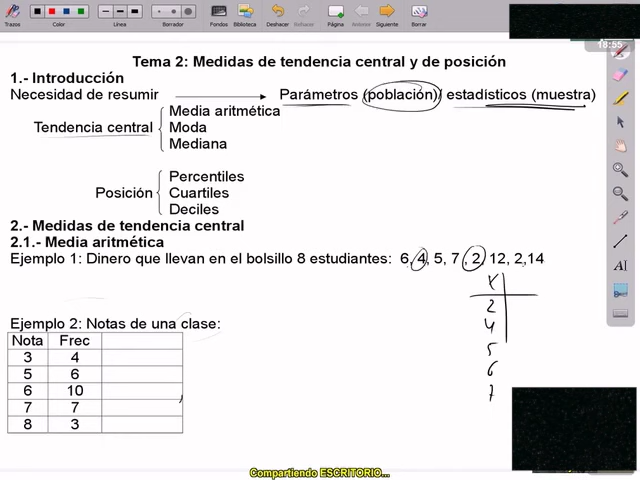 Trazos Color Línea Borrador Fondos Biblioteca Deshacer Rehacer Página Anterior Siguiente Borrar
18:55
Tema 2: Medidas de tendencia central y de posición
1.- Introducción
Necesidad de resumir Parámetros (población)/ estadísticos (muestra)
Media aritmética
Tendencia central Moda
Mediana
Percentiles
Posición Cuartiles
Deciles
2.- Medidas de tendencia central
2.1.- Media aritmética
Ejemplo 1: Dinero que llevan en el bolsillo 8 estudiantes: 6, 4, 5, 7 , 2, 12, 2,14
x
2
4
5
6
7
Ejemplo 2: Notas de una clase:
Nota Frec
3 4
5 6
6 10
7 7
8 3
AI
Compartiendo ESCRITORIO...